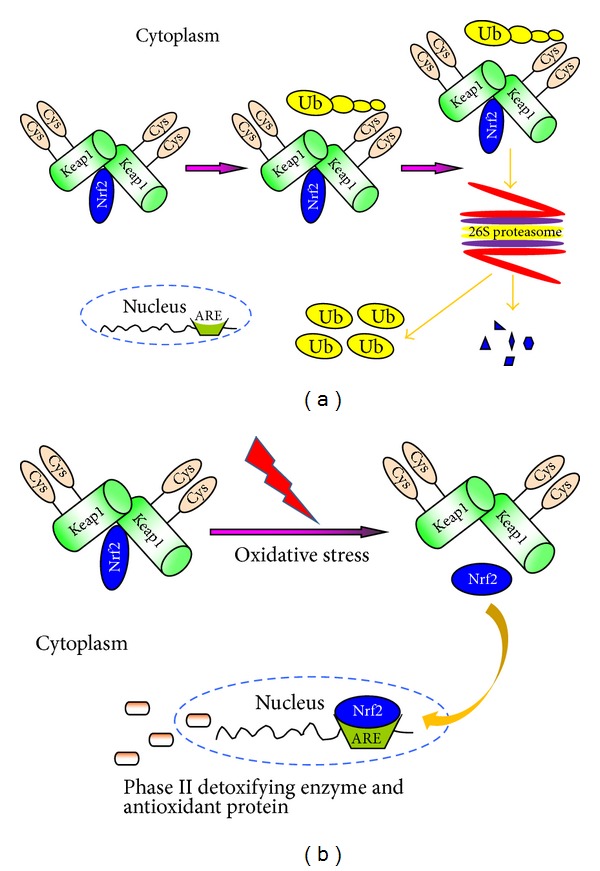 Cytoplasm
Cys Cys Keap1 Keap1 Cys Cys Nrf2
Ub
Cys Cys Keap1 Keap1 Cys Cys Nrf2
Ub
Cys Cys Keap1 Keap1 Cys Cys Nrf2
26S proteasome
Nucleus
ARE
Ub Ub
Ub Ub
(a)
Cys Cys Keap1 Keap1 Cys Cys Nrf2
Oxidative stress
Cys Cys Keap1 Keap1 Cys Cys
Nrf2
Cytoplasm
Nucleus
Nrf2
ARE
Phase II detoxifying enzyme and
antioxidant protein
(b)